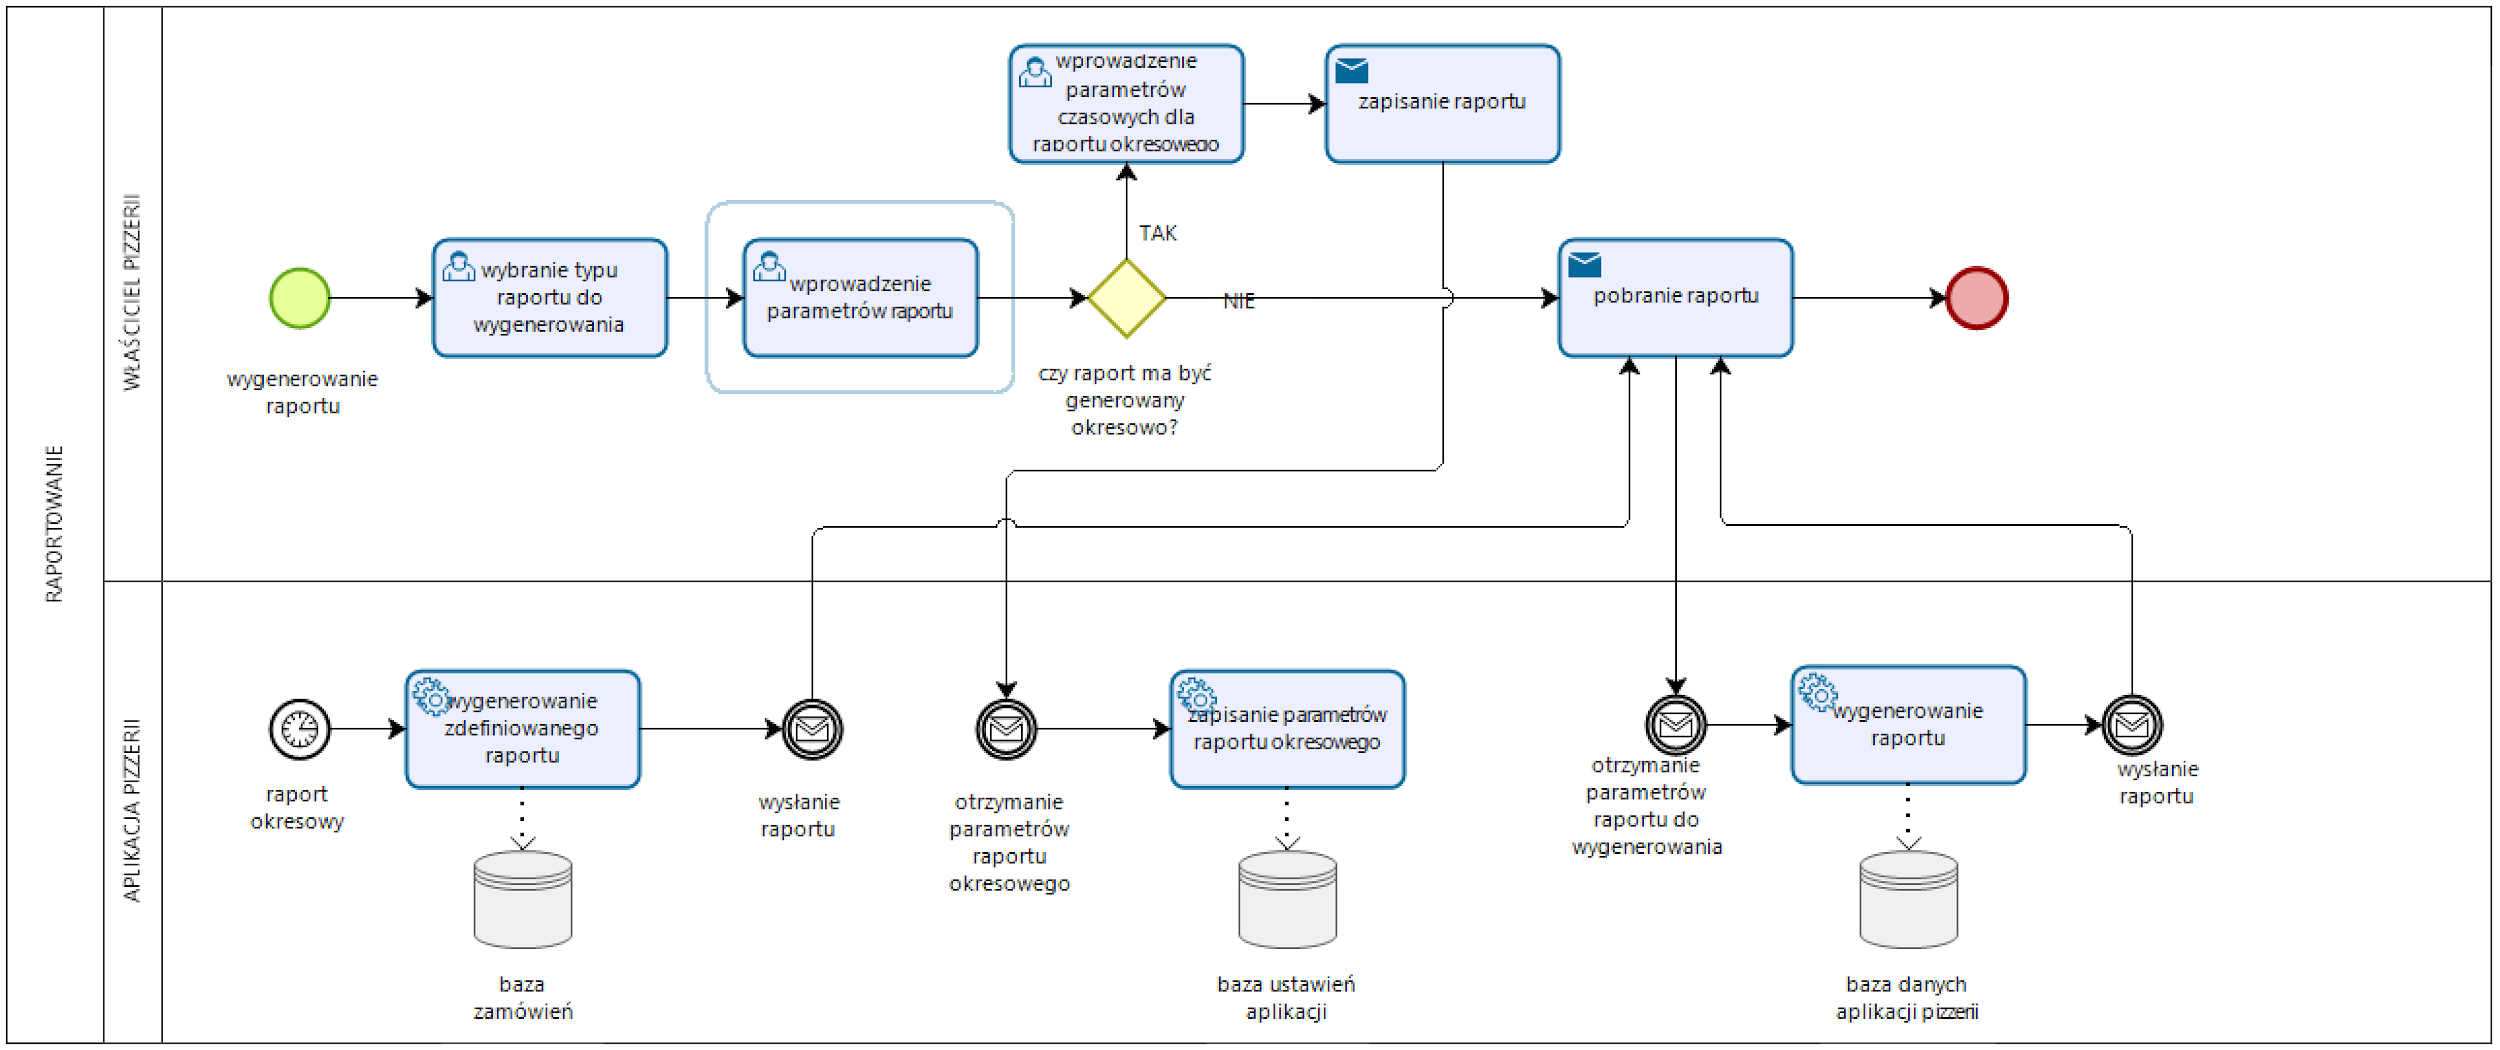 RAPORTOWANIE
WŁAŚCICIEL PIZZERII
wygenerowanie
raportu
wybranie typu
raportu do
wygenerowania
wprowadzenie
parametrów raportu
czy raport ma być
generowany
okresowo?
TAK
NIE
wprowadzenie
parametrów
czasowych dla
raportu okresowego
zapisanie raportu
pobranie raportu
APLIKACJA PIZZERII
raport
okresowy
wygenerowanie
zdefiniowanego
raportu
baza
zamówień
wysłanie
raportu
otrzymanie
parametrów
raportu
okresowego
zapisanie parametrów
raportu okresowego
baza ustawień
aplikacji
otrzymanie
parametrów
raportu do
wygenerowania
wygenerowanie
raportu
baza danych
aplikacji pizzerii
wysłanie
raportu